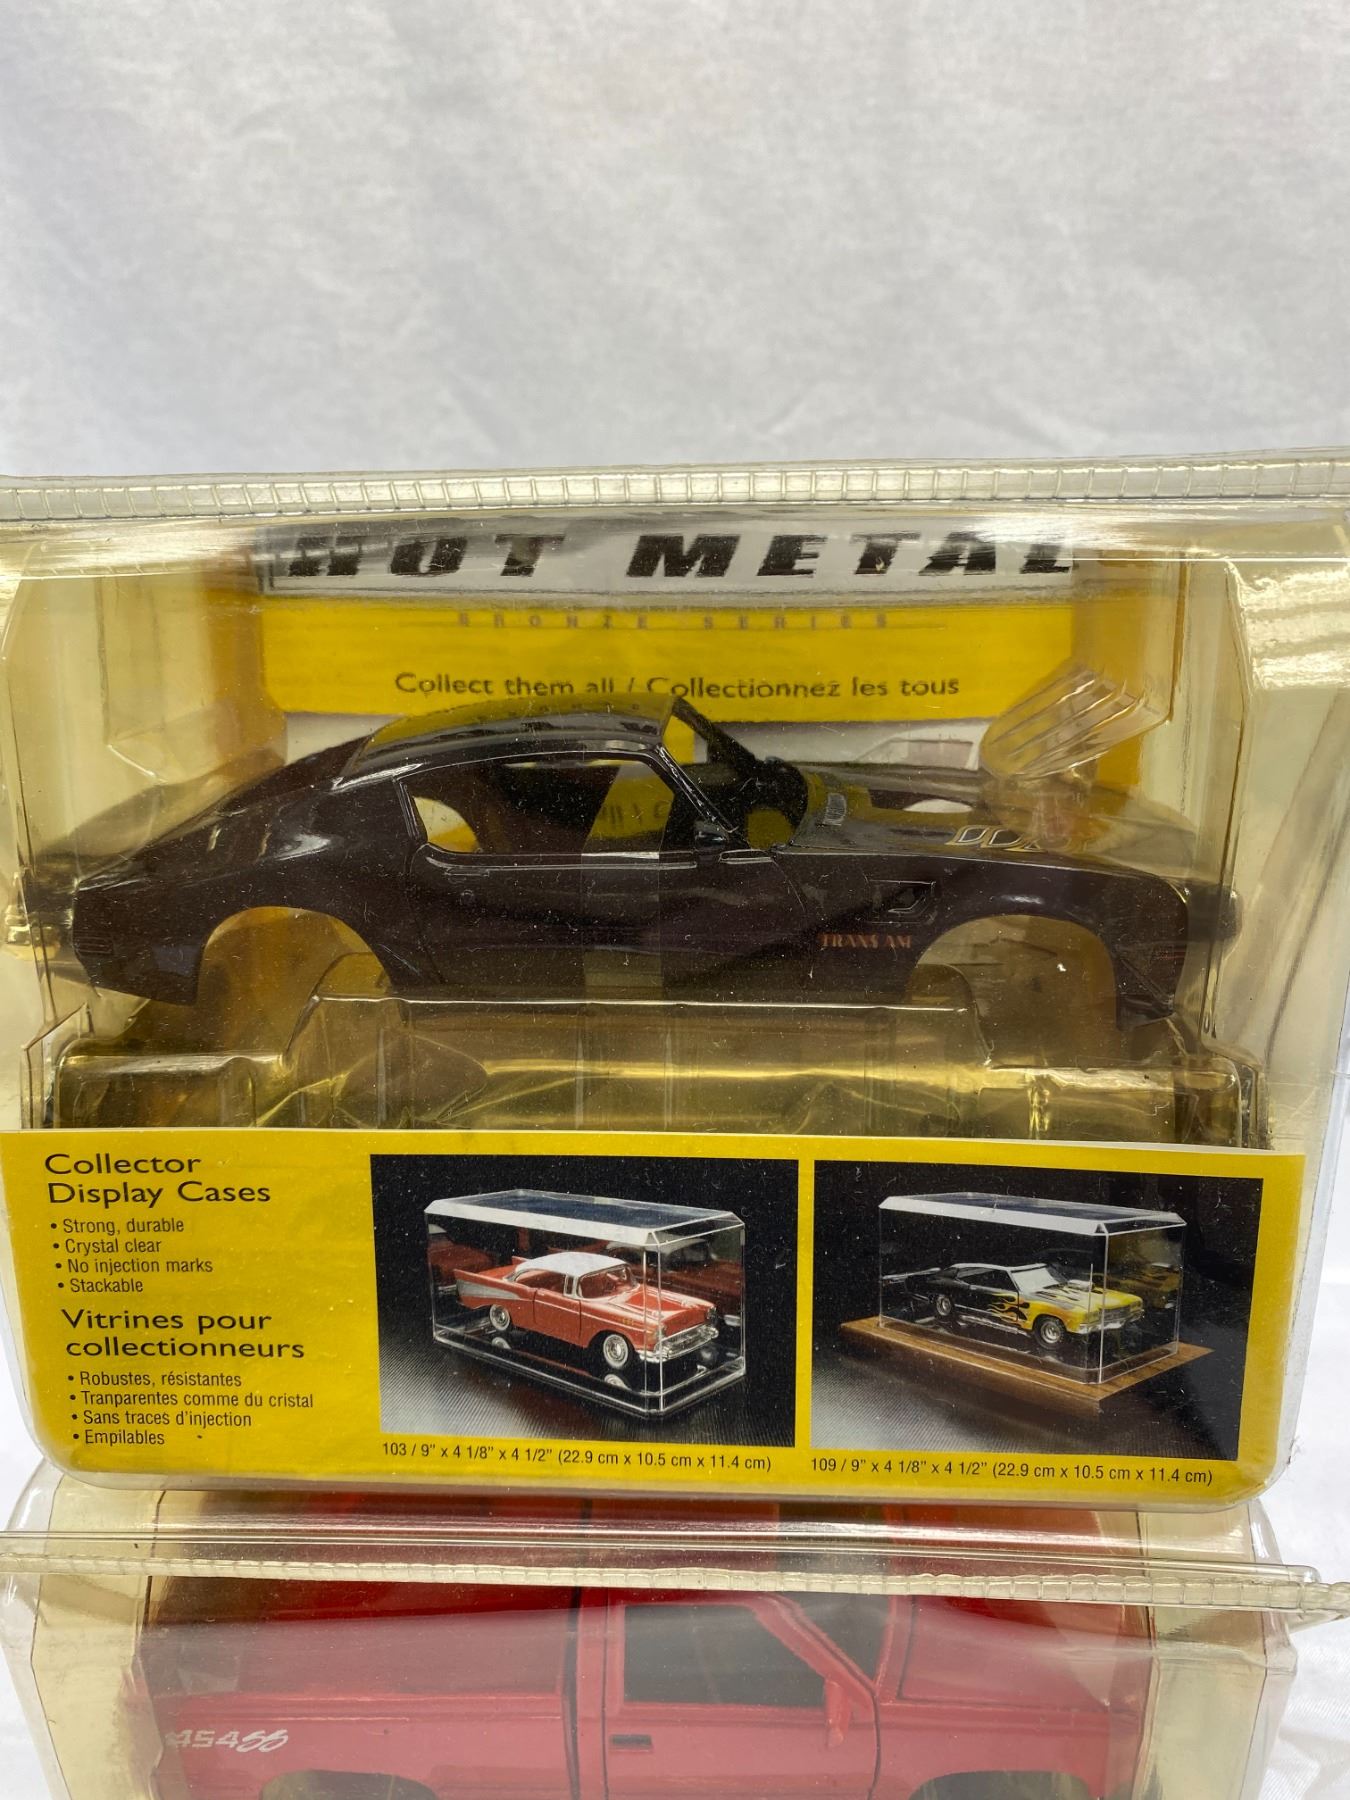 HOT METAL
BRONZE SERIES
Collect them all / Collectionnez les tous
TRANS AM
Collector
Display Cases
• Strong, durable
• Crystal clear
• No injection marks
• Stackable
Vitrines pour
collectionneurs
• Robustes, résistantes
• Tranparentes comme du cristal
• Sans traces d'injection
• Empilables
103 / 9" x 4 1/8" x 4 1/2" (22.9 cm x 10.5 cm x 11.4 cm)
109 / 9" x 4 1/8" x 4 1/2" (22.9 cm x 10.5 cm x 11.4 cm)
454SS